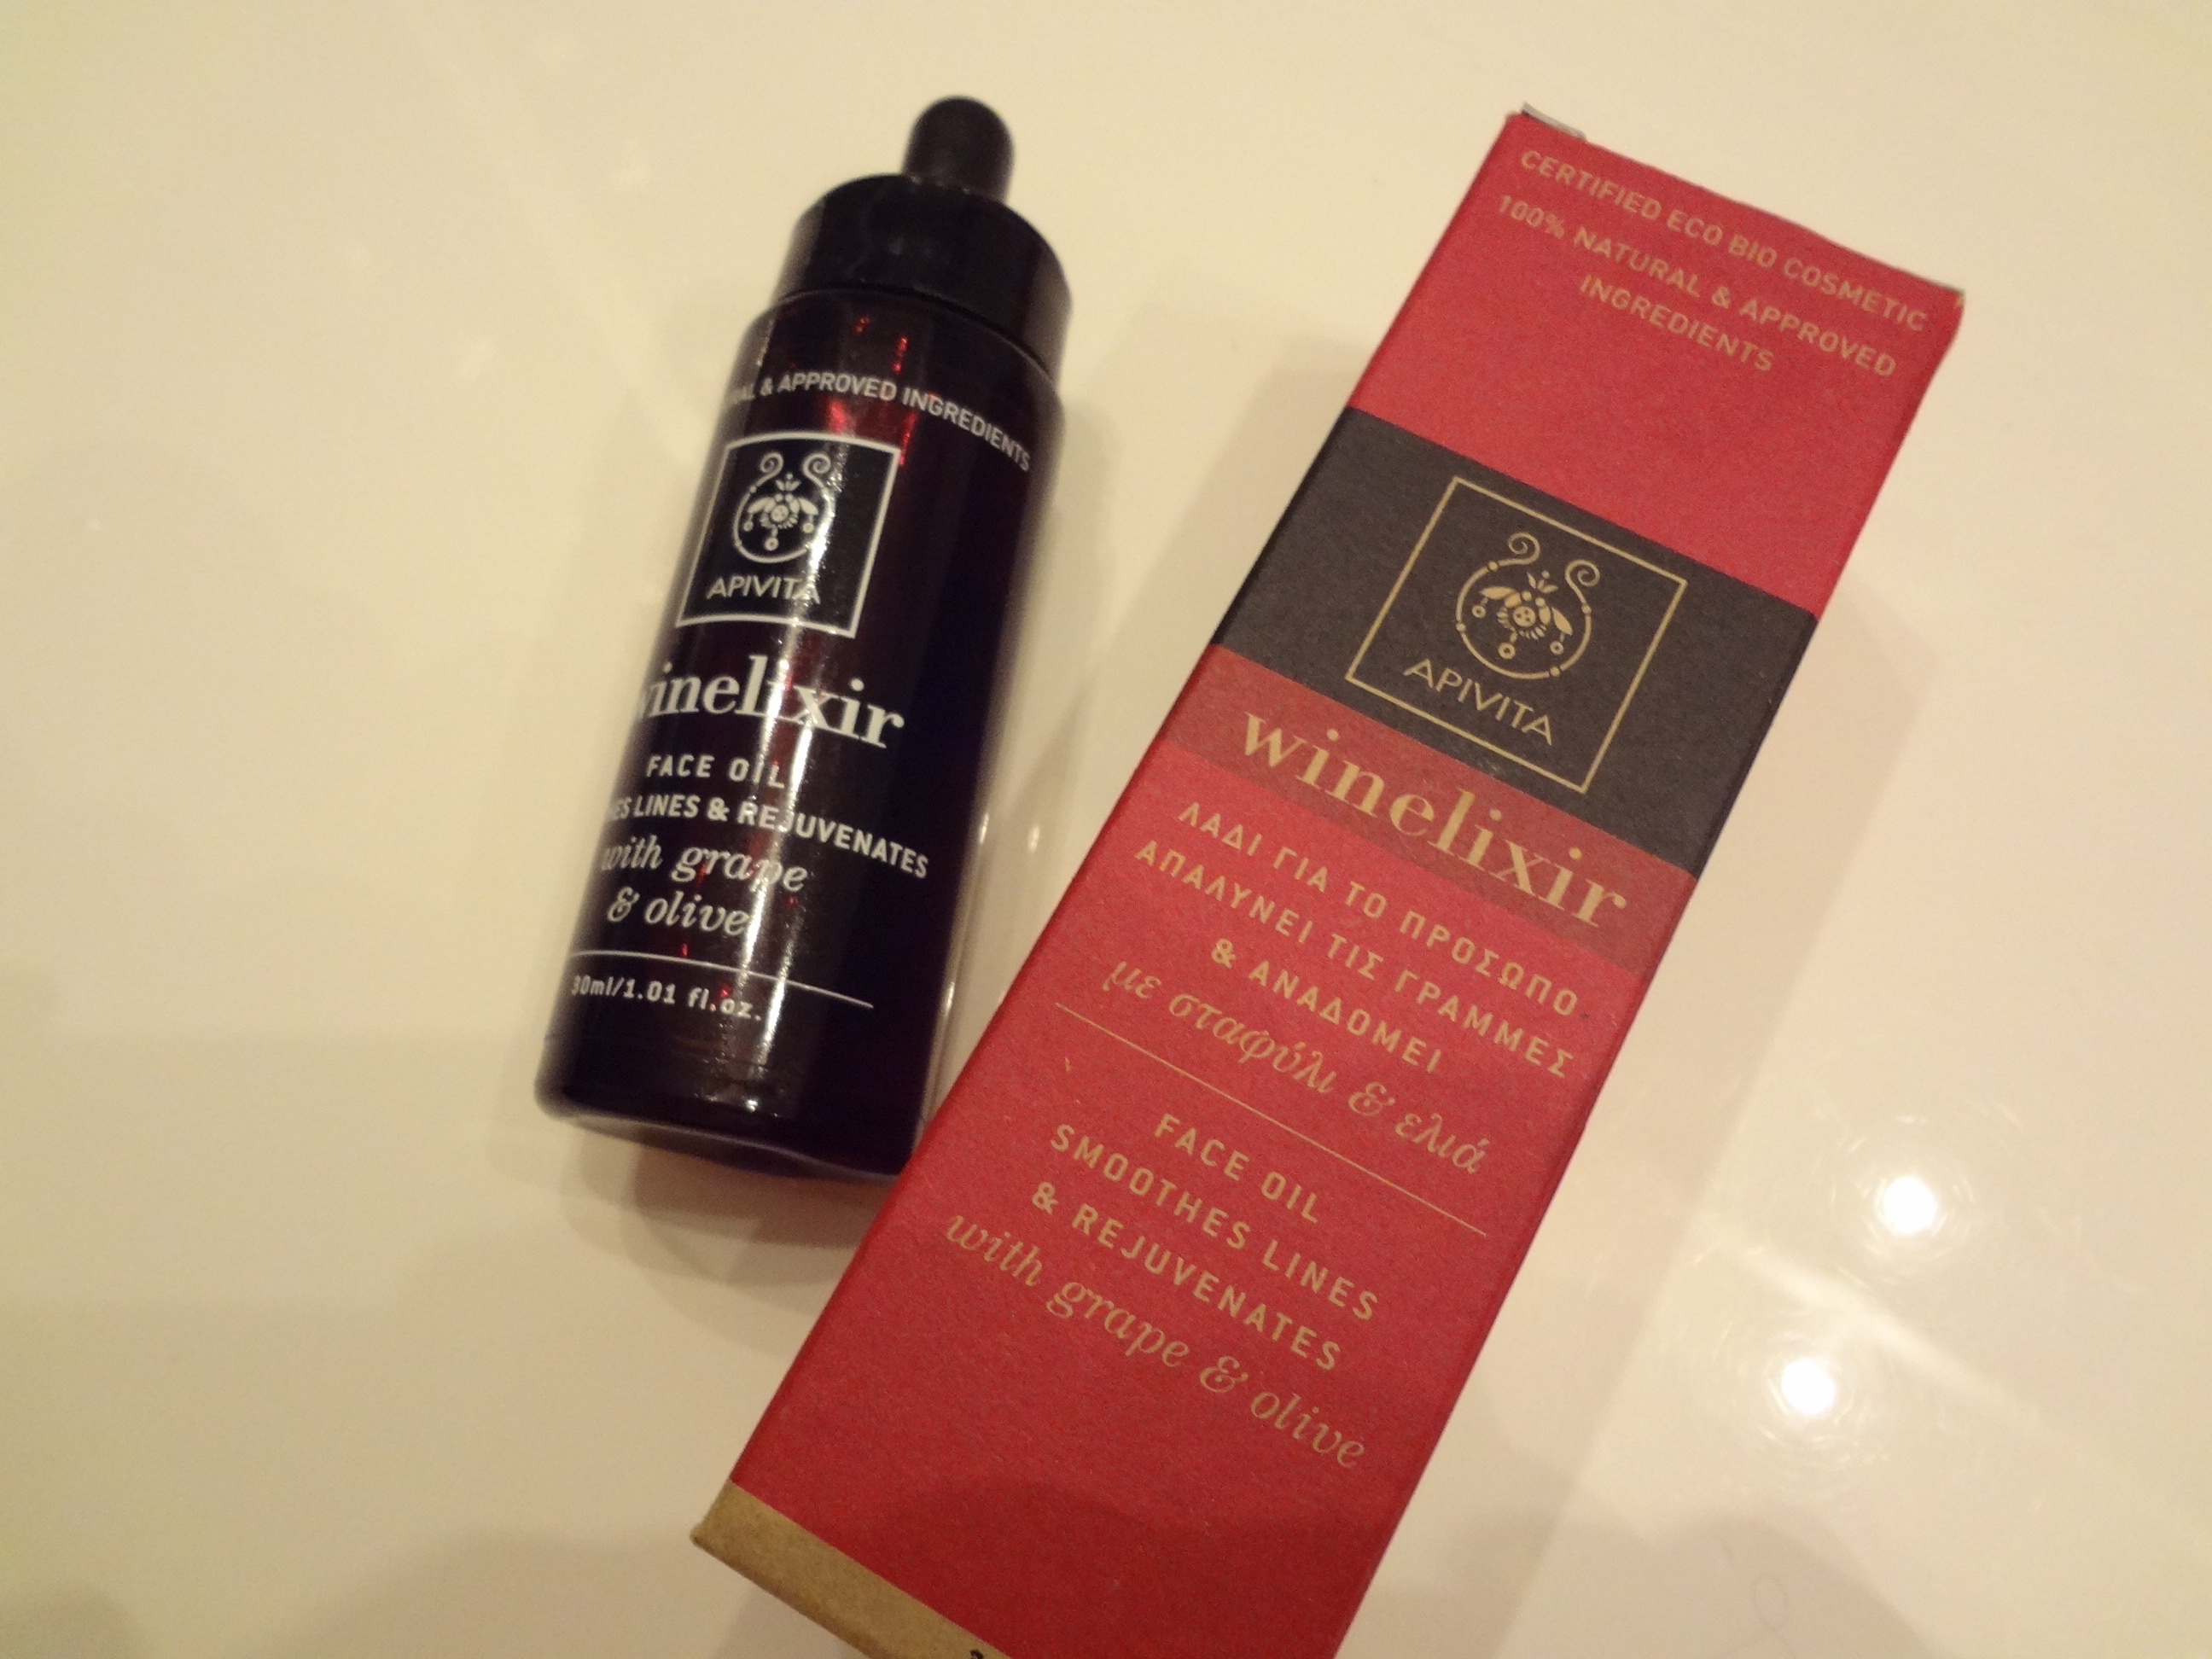 & APPROVED INGREDIENTS
APIVITA
winelixir
FACE OIL
LINES & REJUVENATES
with grape
& olive
30ml/1.01 fl.oz.
CERTIFIED ECO BIO COSMETIC
100% NATURAL & APPROVED
INGREDIENTS
APIVITA
winelixir
ΛΑΔΙ ΓΙΑ ΤΟ ΠΡΟΣΩΠΟ
ΑΠΑΛΥΝΕΙ ΤΙΣ ΓΡΑΜΜΕΣ
& ΑΝΑΔΟΜΕΙ
με σταφύλι & ελιά
FACE OIL
SMOOTHES LINES
& REJUVENATES
with grape & olive